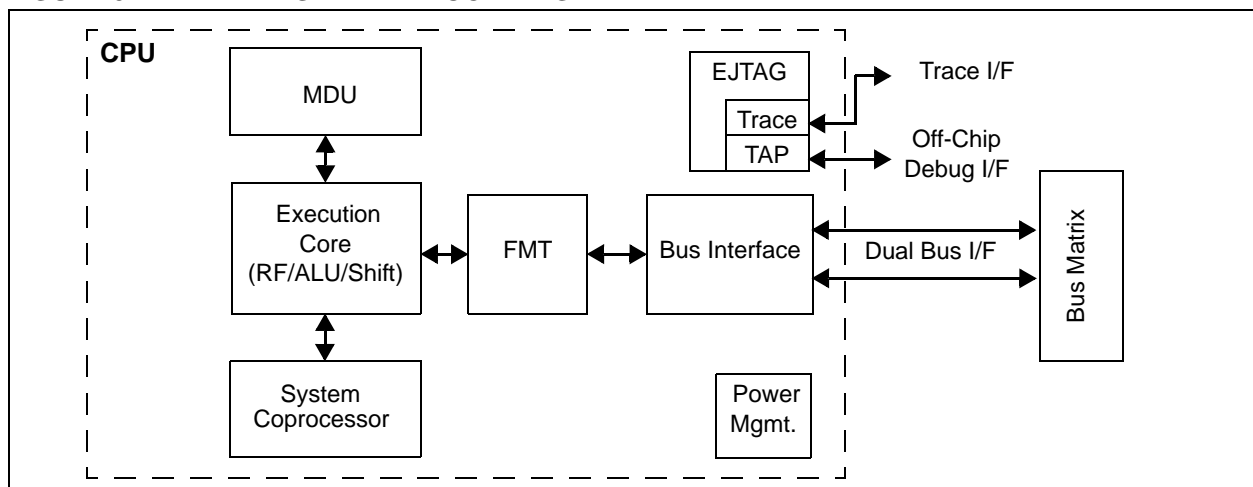 CPU
MDU
EJTAG
Trace
TAP
Trace I/F
Off-Chip
Debug I/F
Execution
Core
(RF/ALU/Shift)
FMT
Bus Interface
Dual Bus I/F
Bus Matrix
System
Coprocessor
Power
Mgmt.